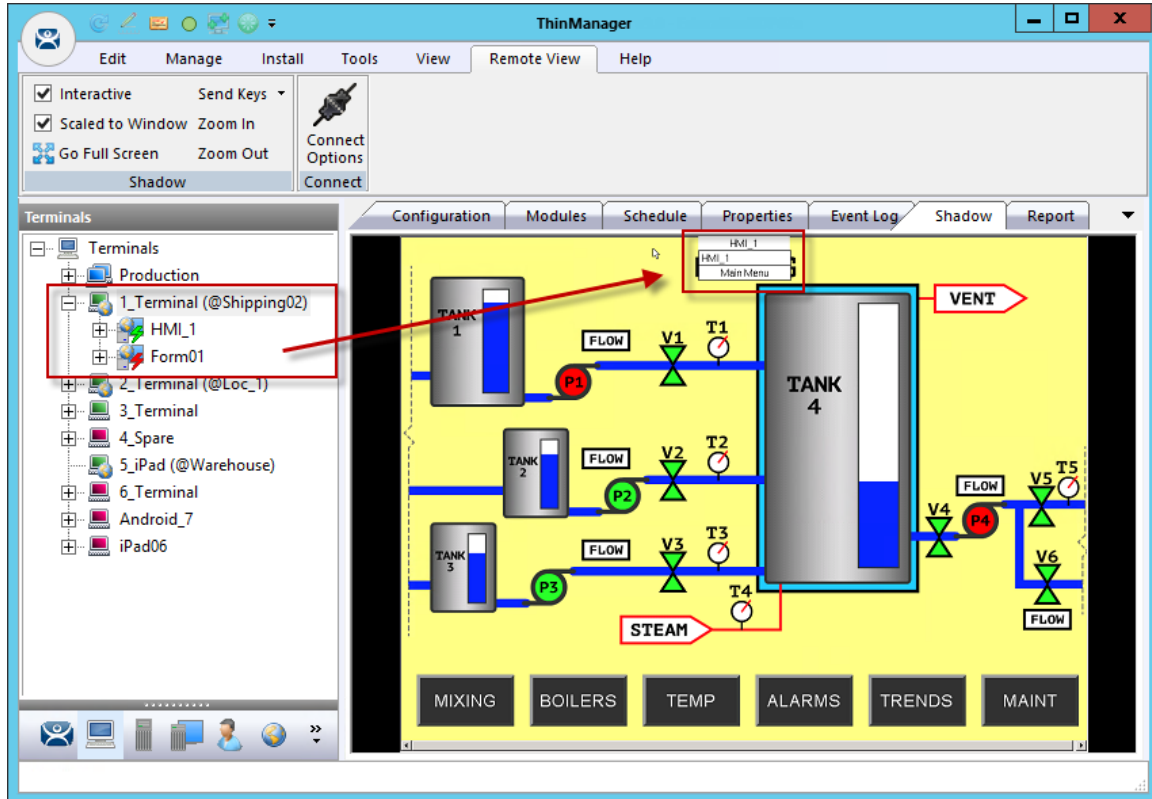 ThinManager
Edit Manage Install Tools View Remote View Help
Interactive Send Keys
Scaled to Window Zoom In
Go Full Screen Zoom Out
Connect Options
Shadow Connect
Terminals
Configuration Modules Schedule Properties Event Log Shadow Report
Terminals
Production
1_Terminal (@Shipping02)
HMI_1
Form01
2_Terminal (@Loc_1)
3_Terminal
4_Spare
5_iPad (@Warehouse)
6_Terminal
Android_7
iPad06
HMI_1
HMI_1
Main Menu
VENT
TANK 1
FLOW
V1
T1
P1
TANK 4
TANK 2
FLOW
V2
T2
P2
FLOW
V4
P4
V5
T5
TANK 3
FLOW
V3
T3
P3
T4
V6
FLOW
STEAM
MIXING BOILERS TEMP ALARMS TRENDS MAINT